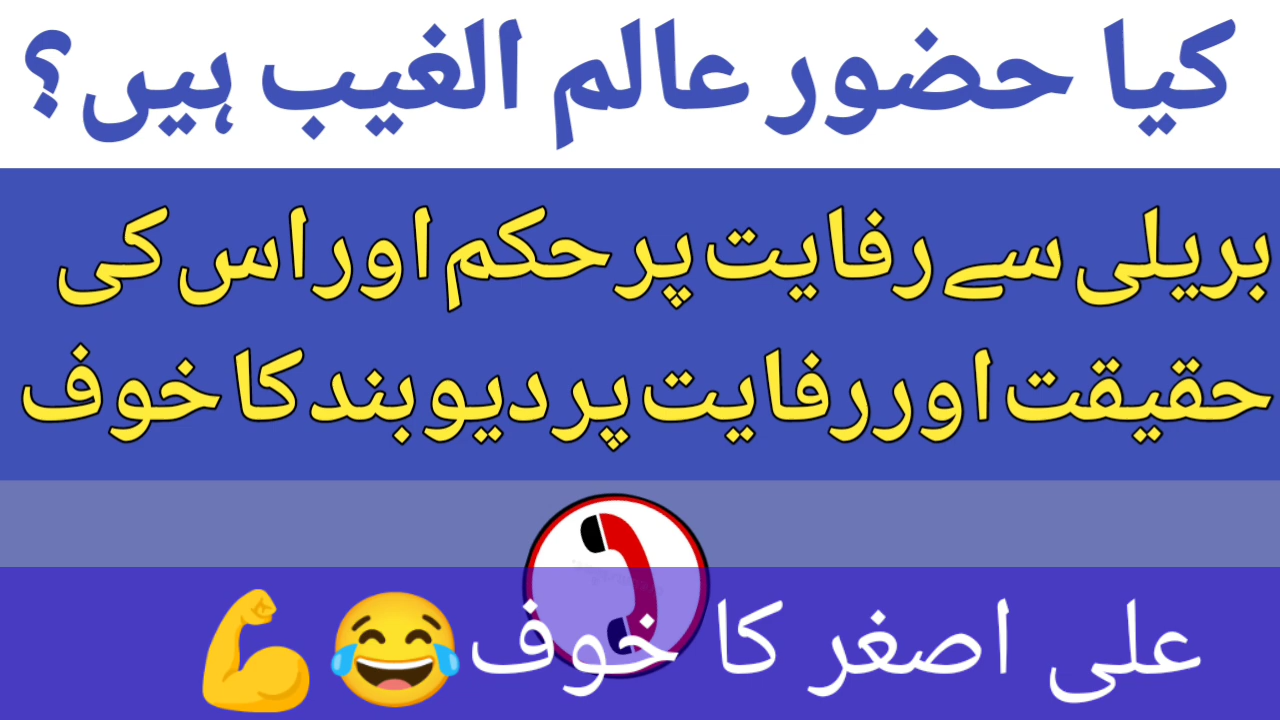 کیا حضور عالم الغیب ہیں؟
بریلی سے رفایت پر حکم اور اس کی
حقیقت اور رفایت پر دیوبند کا خوف
علی اصغر کا خوف😂💪